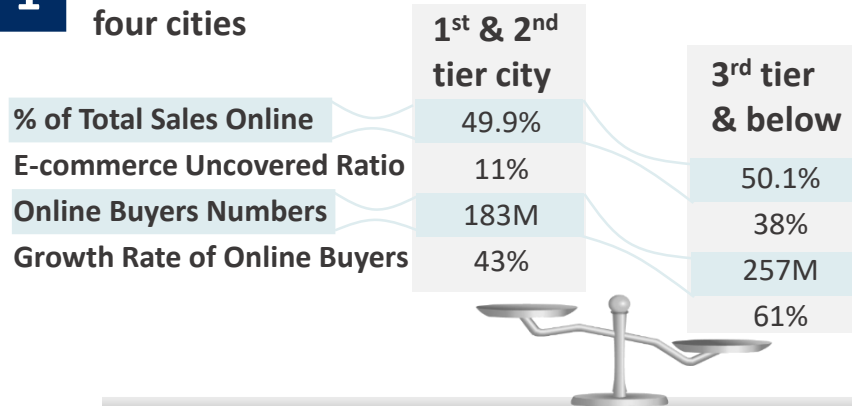 1
four cities
1st & 2nd
tier city
3rd tier
& below
% of Total Sales Online 49.9% 50.1%
E-commerce Uncovered Ratio 11% 38%
Online Buyers Numbers 183M 257M
Growth Rate of Online Buyers 43% 61%